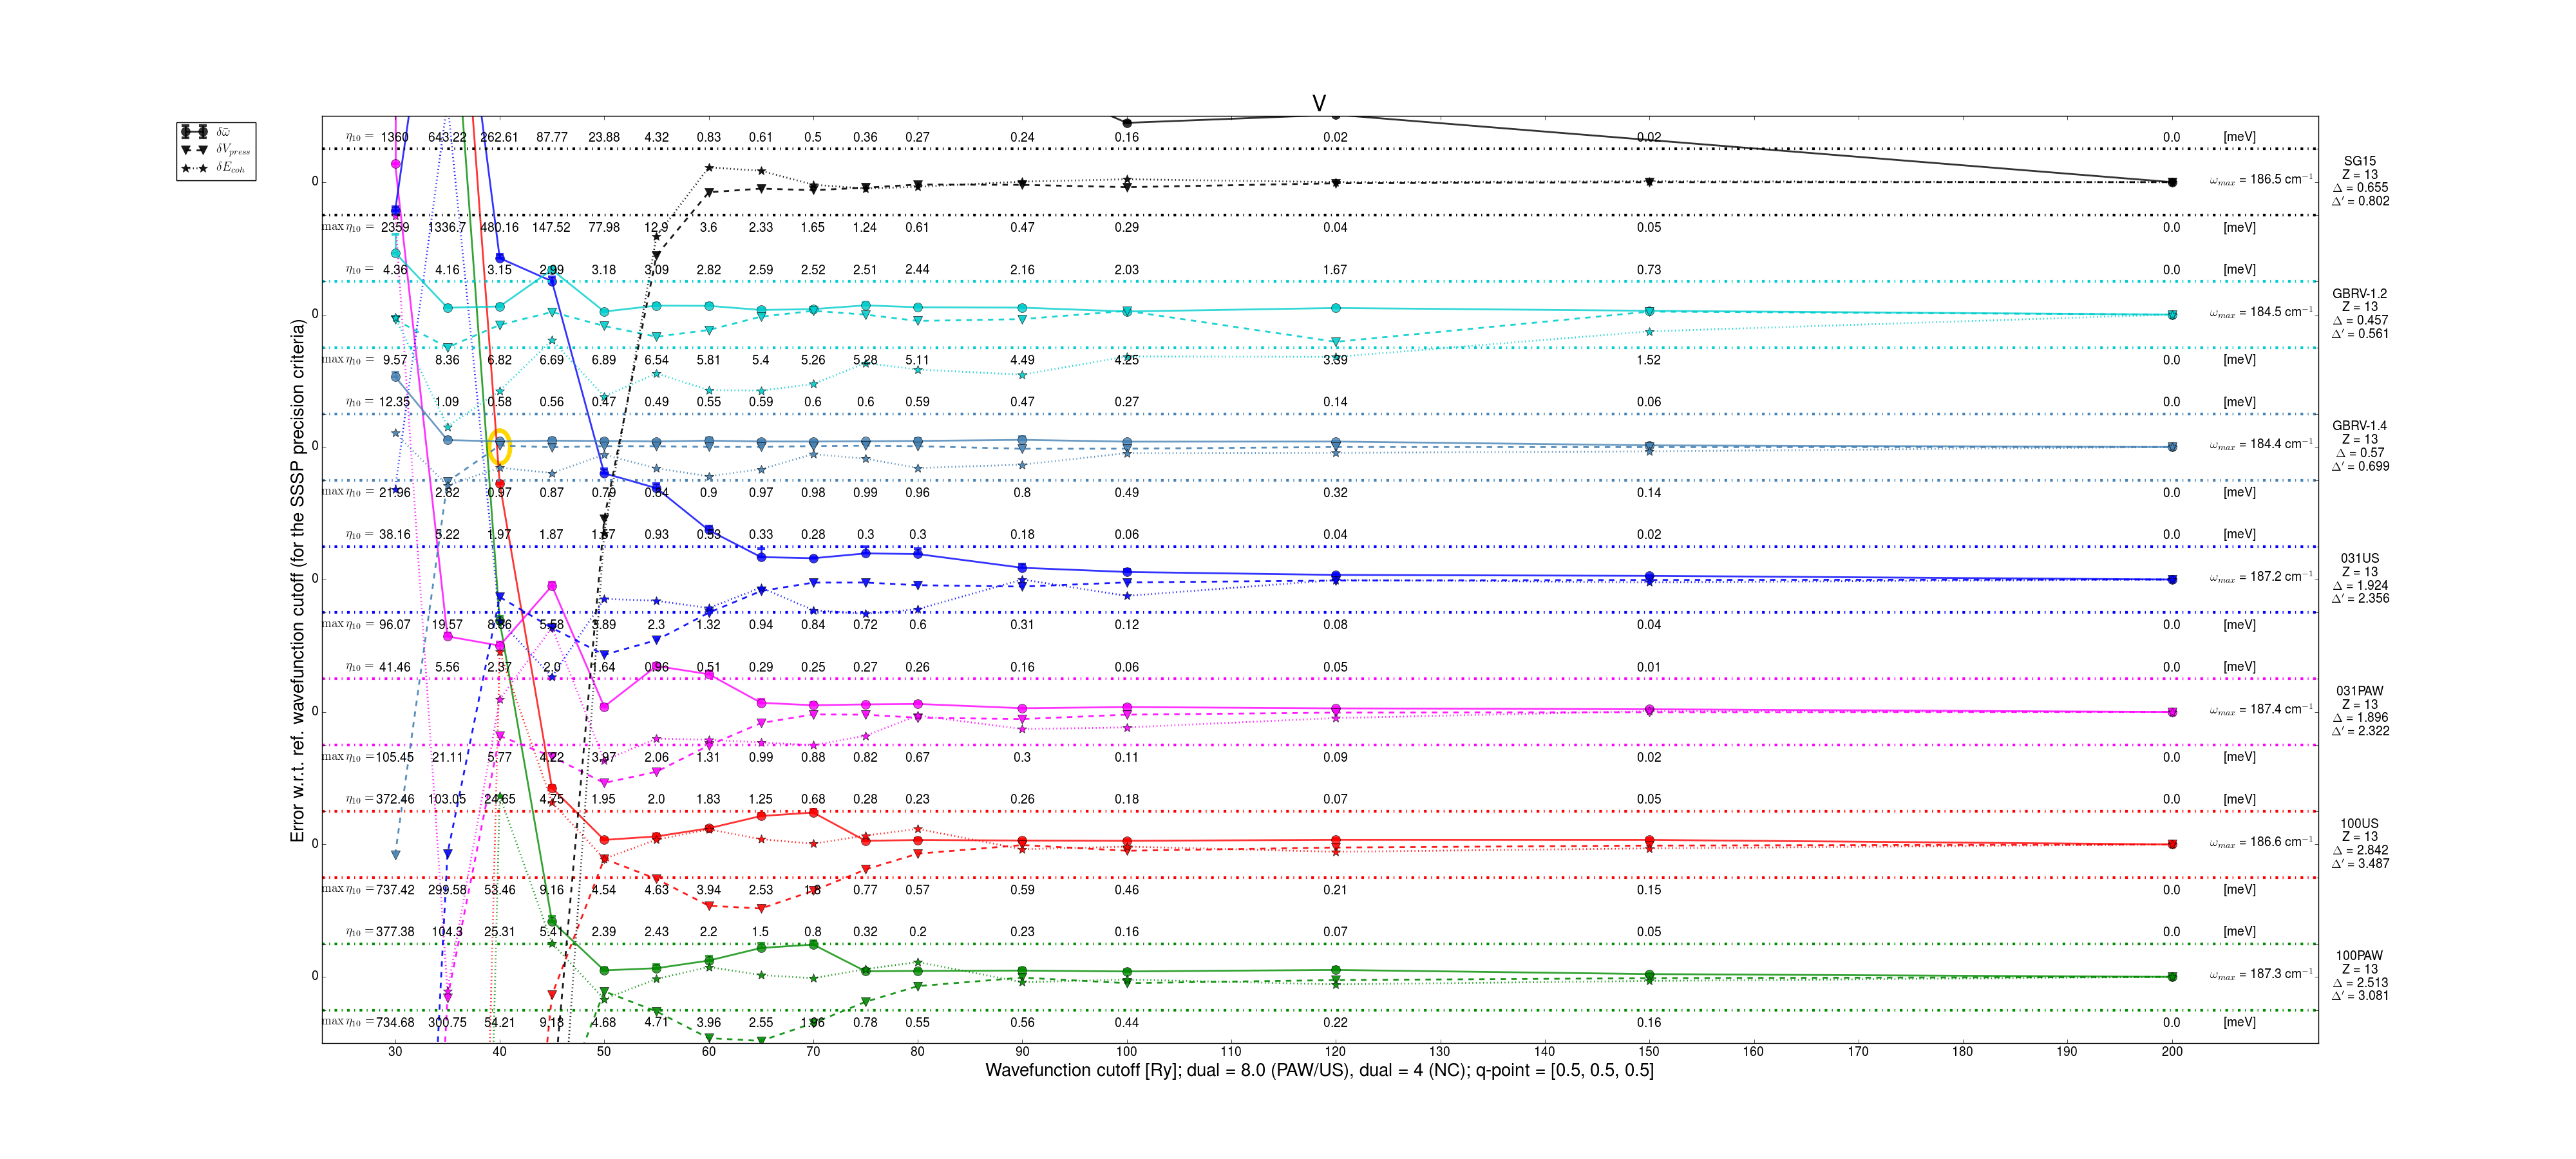 V
δω̄
δV_press
δE_coh
Error w.r.t. ref. wavefunction cutoff (for the SSSP precision criteria)
η₁₀ = 1360 643.22 262.61 87.77 23.88 4.32 0.83 0.61 0.5 0.36 0.27 0.24 0.16 0.02 0.02 0.0 [meV]
0 ω_max = 186.5 cm⁻¹
SG15
Z = 13
Δ = 0.655
Δ′ = 0.802
max η₁₀ = 2359 1336.7 480.16 147.52 77.98 12.9 3.6 2.33 1.65 1.24 0.61 0.47 0.29 0.04 0.05 0.0 [meV]
η₁₀ = 4.36 4.16 3.15 2.99 3.18 3.09 2.82 2.59 2.52 2.51 2.44 2.16 2.03 1.67 0.73 0.0 [meV]
0 ω_max = 184.5 cm⁻¹
GBRV-1.2
Z = 13
Δ = 0.457
Δ′ = 0.561
max η₁₀ = 9.57 8.36 6.82 6.69 6.89 6.54 5.81 5.4 5.26 5.28 5.11 4.49 4.25 3.39 1.52 0.0 [meV]
η₁₀ = 12.35 1.09 0.58 0.56 0.47 0.49 0.55 0.59 0.6 0.6 0.59 0.47 0.27 0.14 0.06 0.0 [meV]
0 ω_max = 184.4 cm⁻¹
GBRV-1.4
Z = 13
Δ = 0.57
Δ′ = 0.699
max η₁₀ = 21.96 2.82 0.97 0.87 0.79 0.84 0.9 0.97 0.98 0.99 0.96 0.8 0.49 0.32 0.14 0.0 [meV]
η₁₀ = 38.16 5.22 1.97 1.87 1.67 0.93 0.53 0.33 0.28 0.3 0.3 0.18 0.06 0.04 0.02 0.0 [meV]
0 ω_max = 187.2 cm⁻¹
031US
Z = 13
Δ = 1.924
Δ′ = 2.356
max η₁₀ = 96.07 19.57 5.58 3.89 2.3 1.32 0.94 0.84 0.72 0.6 0.31 0.12 0.08 0.04 0.0 [meV]
η₁₀ = 41.46 5.56 2.37 2.0 1.64 0.96 0.51 0.29 0.25 0.27 0.26 0.16 0.06 0.05 0.01 0.0 [meV]
0 ω_max = 187.4 cm⁻¹
031PAW
Z = 13
Δ = 1.896
Δ′ = 2.322
max η₁₀ = 105.45 21.11 5.77 4.22 3.97 2.06 1.31 0.99 0.88 0.82 0.67 0.3 0.11 0.09 0.02 0.0 [meV]
η₁₀ = 372.46 103.05 24.65 4.75 1.95 2.0 1.83 1.25 0.68 0.28 0.23 0.26 0.18 0.07 0.05 0.0 [meV]
0 ω_max = 186.6 cm⁻¹
100US
Z = 13
Δ = 2.842
Δ′ = 3.487
max η₁₀ = 737.42 299.58 53.46 9.16 4.54 4.63 3.94 2.53 1.8 0.77 0.57 0.59 0.46 0.21 0.15 0.0 [meV]
η₁₀ = 377.38 104.3 25.31 5.41 2.39 2.43 2.2 1.5 0.8 0.32 0.2 0.23 0.16 0.07 0.05 0.0 [meV]
0 ω_max = 187.3 cm⁻¹
100PAW
Z = 13
Δ = 2.513
Δ′ = 3.081
max η₁₀ = 734.68 300.75 54.21 9.18 4.68 4.71 3.96 2.55 1.96 0.78 0.55 0.56 0.44 0.22 0.16 0.0 [meV]
30 40 50 60 70 80 90 100 110 120 130 140 150 160 170 180 190 200
Wavefunction cutoff [Ry]; dual = 8.0 (PAW/US), dual = 4 (NC); q-point = [0.5, 0.5, 0.5]